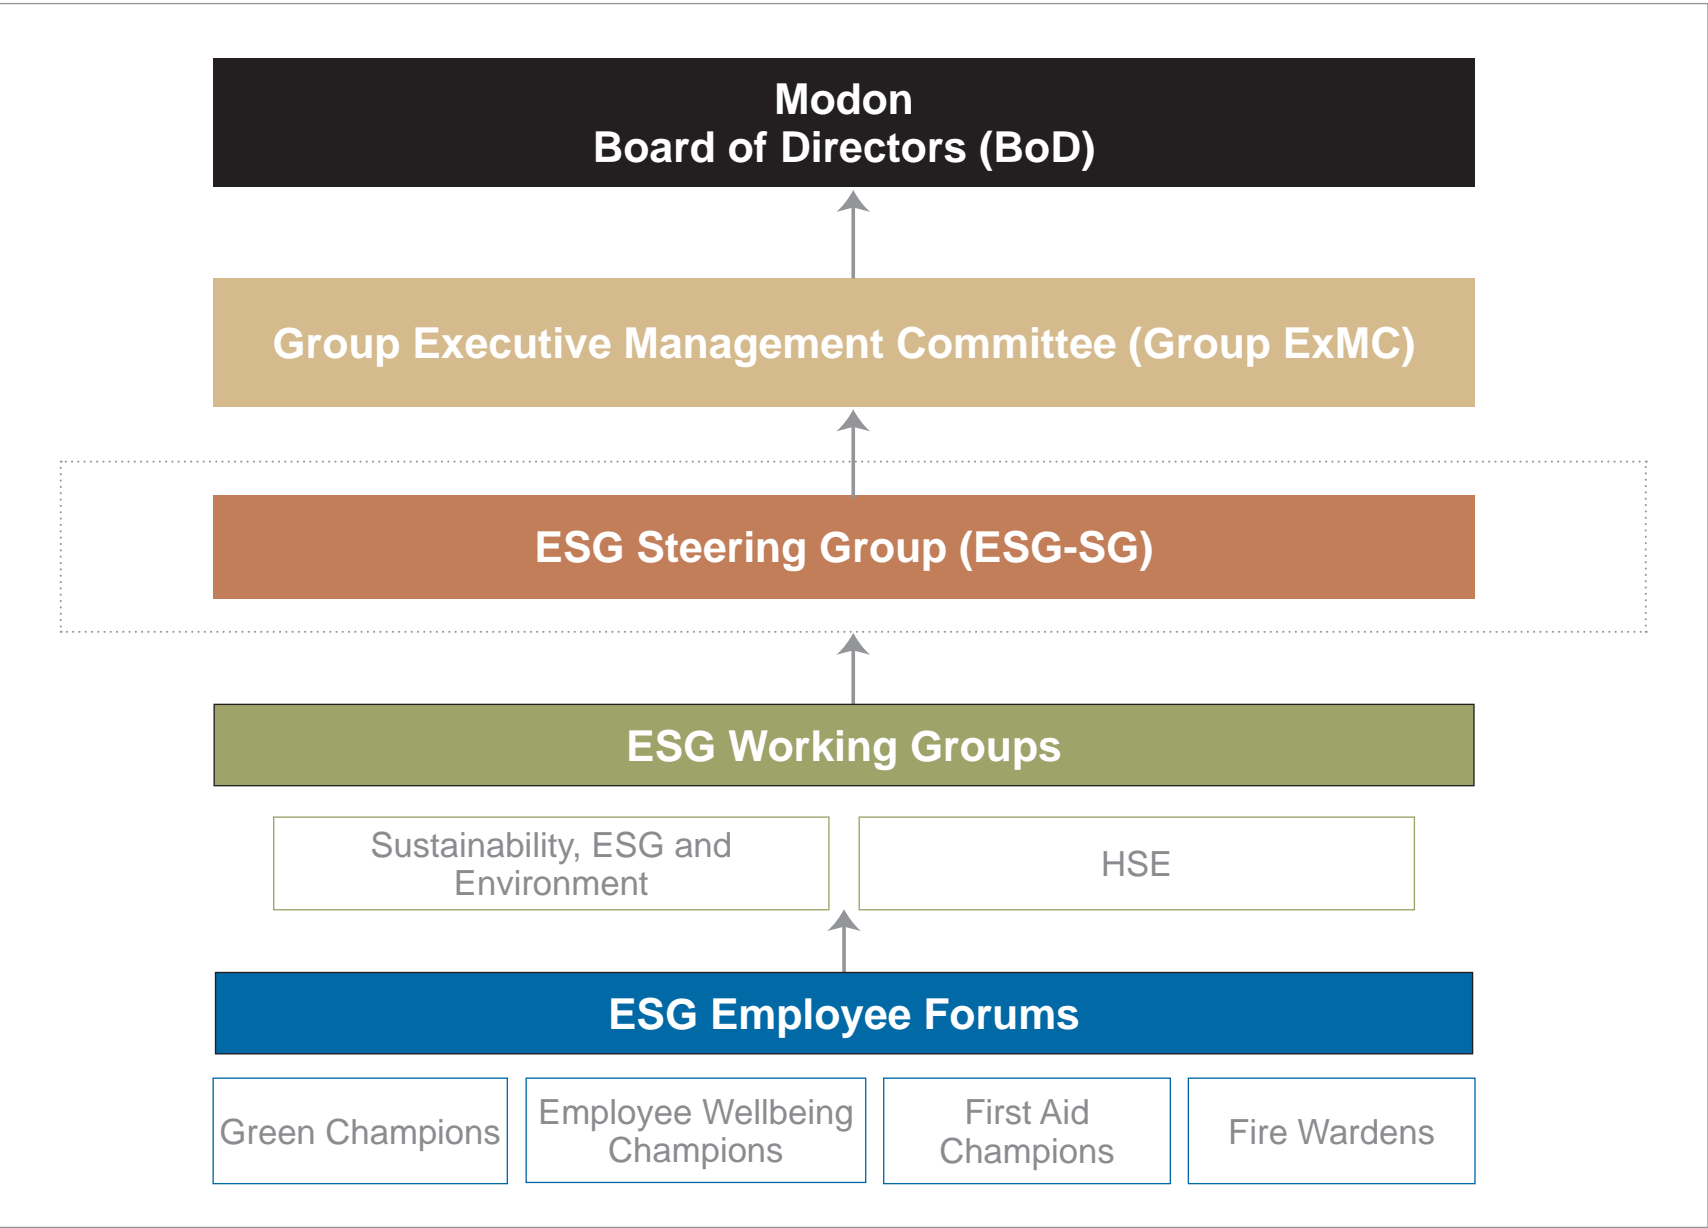 Modon
Board of Directors (BoD)
Group Executive Management Committee (Group ExMC)
ESG Steering Group (ESG-SG)
ESG Working Groups
Sustainability, ESG and
Environment
HSE
ESG Employee Forums
Green Champions
Employee Wellbeing
Champions
First Aid
Champions
Fire Wardens